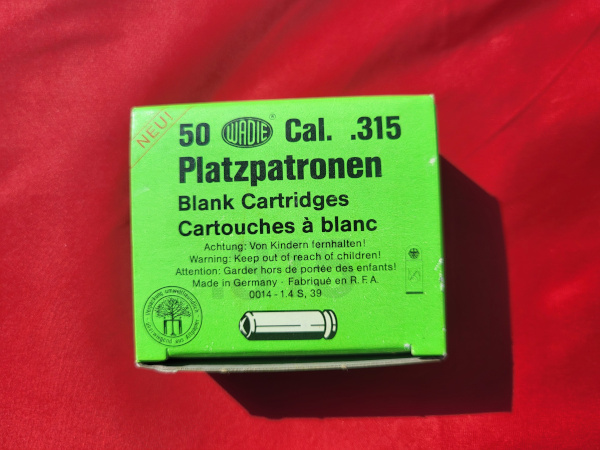 NEU!
50 WADIE® Cal. .315
Platzpatronen
Blank Cartridges
Cartouches à blanc
Achtung: Von Kindern fernhalten!
Warning: Keep out of reach of children!
Attention: Garder hors de portée des enfants!
Made in Germany - Fabriqué en R.F.A.
0014 - 1.4 S, 39